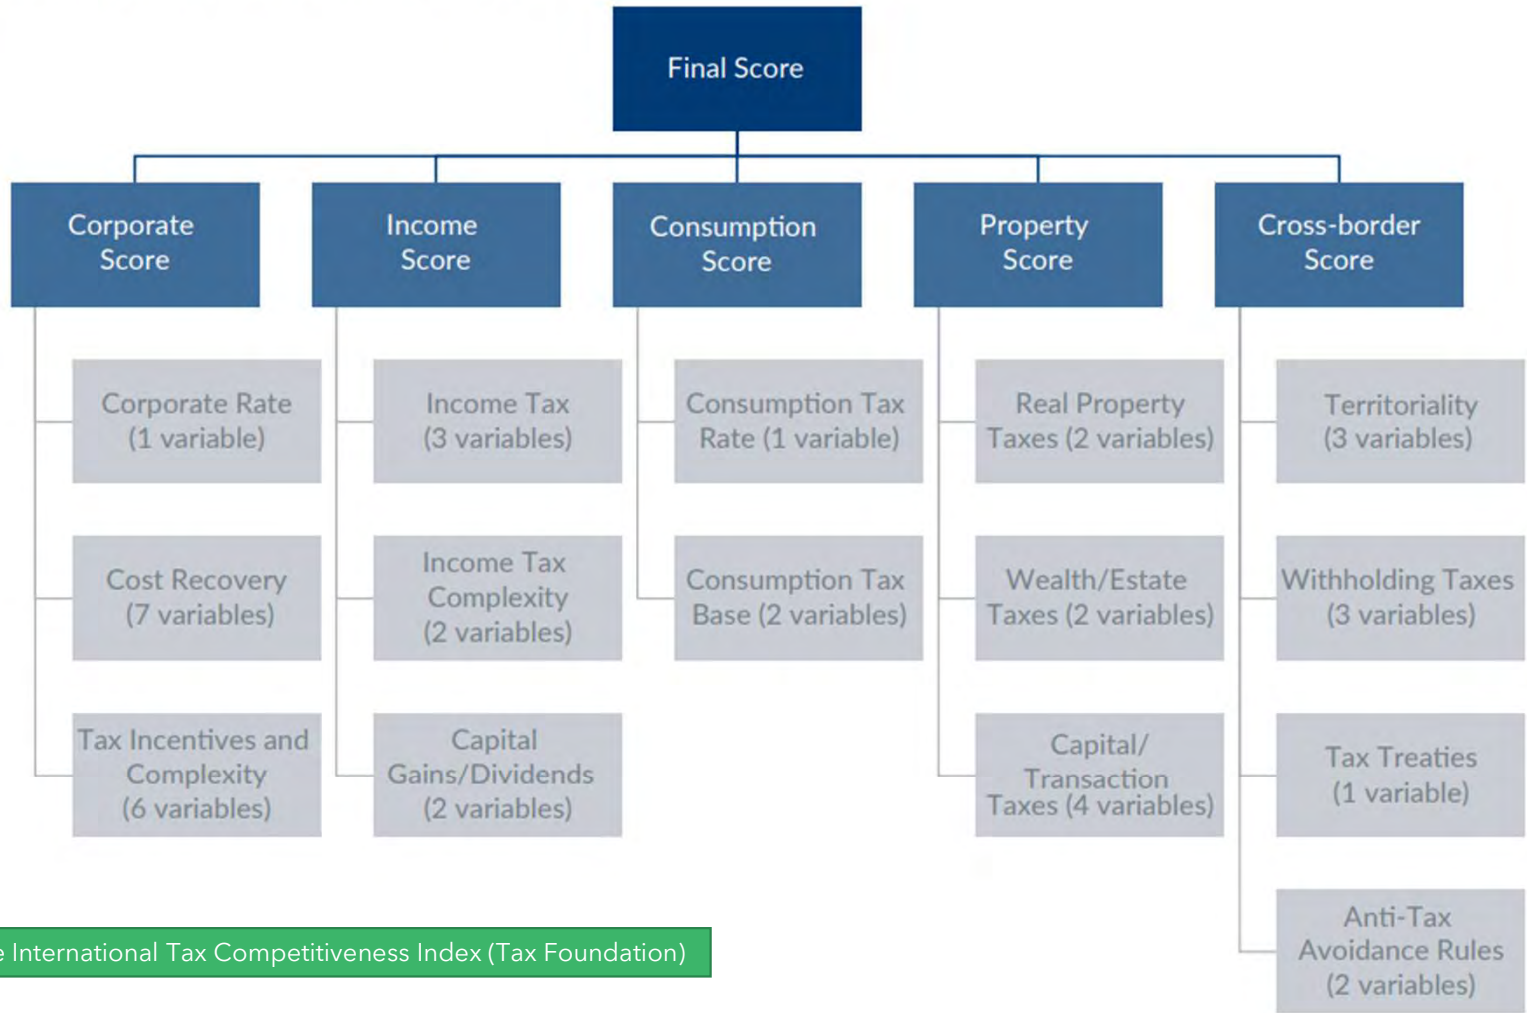 Final Score
Corporate
Score
Income
Score
Consumption
Score
Property
Score
Cross-border
Score
Corporate Rate
(1 variable)
Income Tax
(3 variables)
Consumption Tax
Rate (1 variable)
Real Property
Taxes (2 variables)
Territoriality
(3 variables)
Cost Recovery
(7 variables)
Income Tax
Complexity
(2 variables)
Consumption Tax
Base (2 variables)
Wealth/Estate
Taxes (2 variables)
Withholding Taxes
(3 variables)
Tax Incentives and
Complexity
(6 variables)
Capital
Gains/Dividends
(2 variables)
Capital/
Transaction
Taxes (4 variables)
Tax Treaties
(1 variable)
Anti-Tax
Avoidance Rules
(2 variables)
International Tax Competitiveness Index (Tax Foundation)